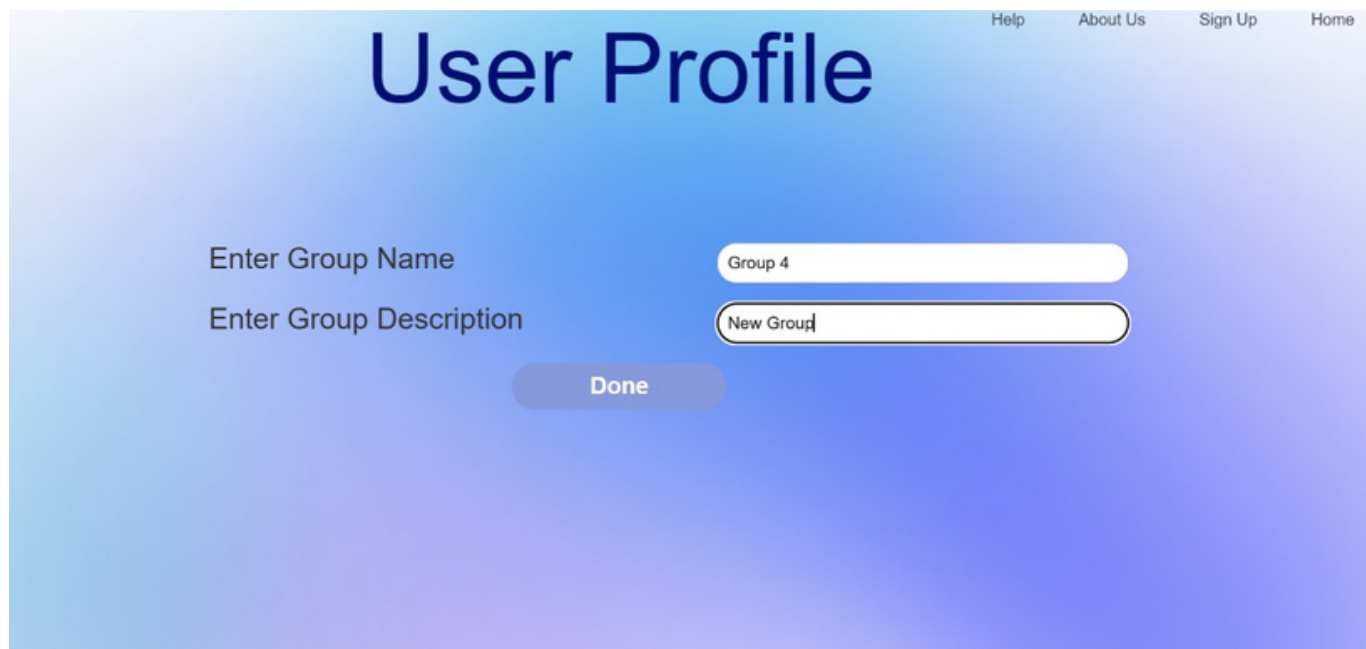 Help About Us Sign Up Home
User Profile
Enter Group Name Group 4
Enter Group Description New Group
Done